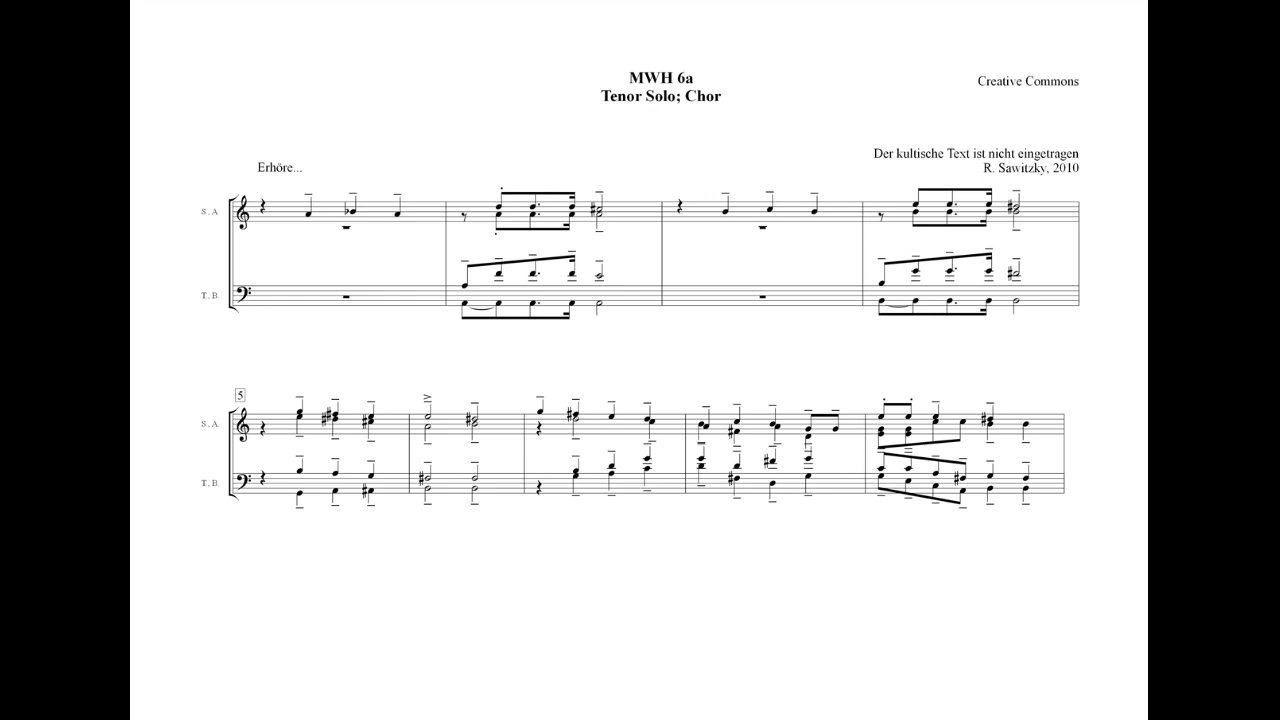 MWH 6a
Tenor Solo; Chor
Creative Commons
Der kultische Text ist nicht eingetragen
Erhöre...
R. Sawitzky, 2010
S. A.
T. B.
5
S. A.
T. B.